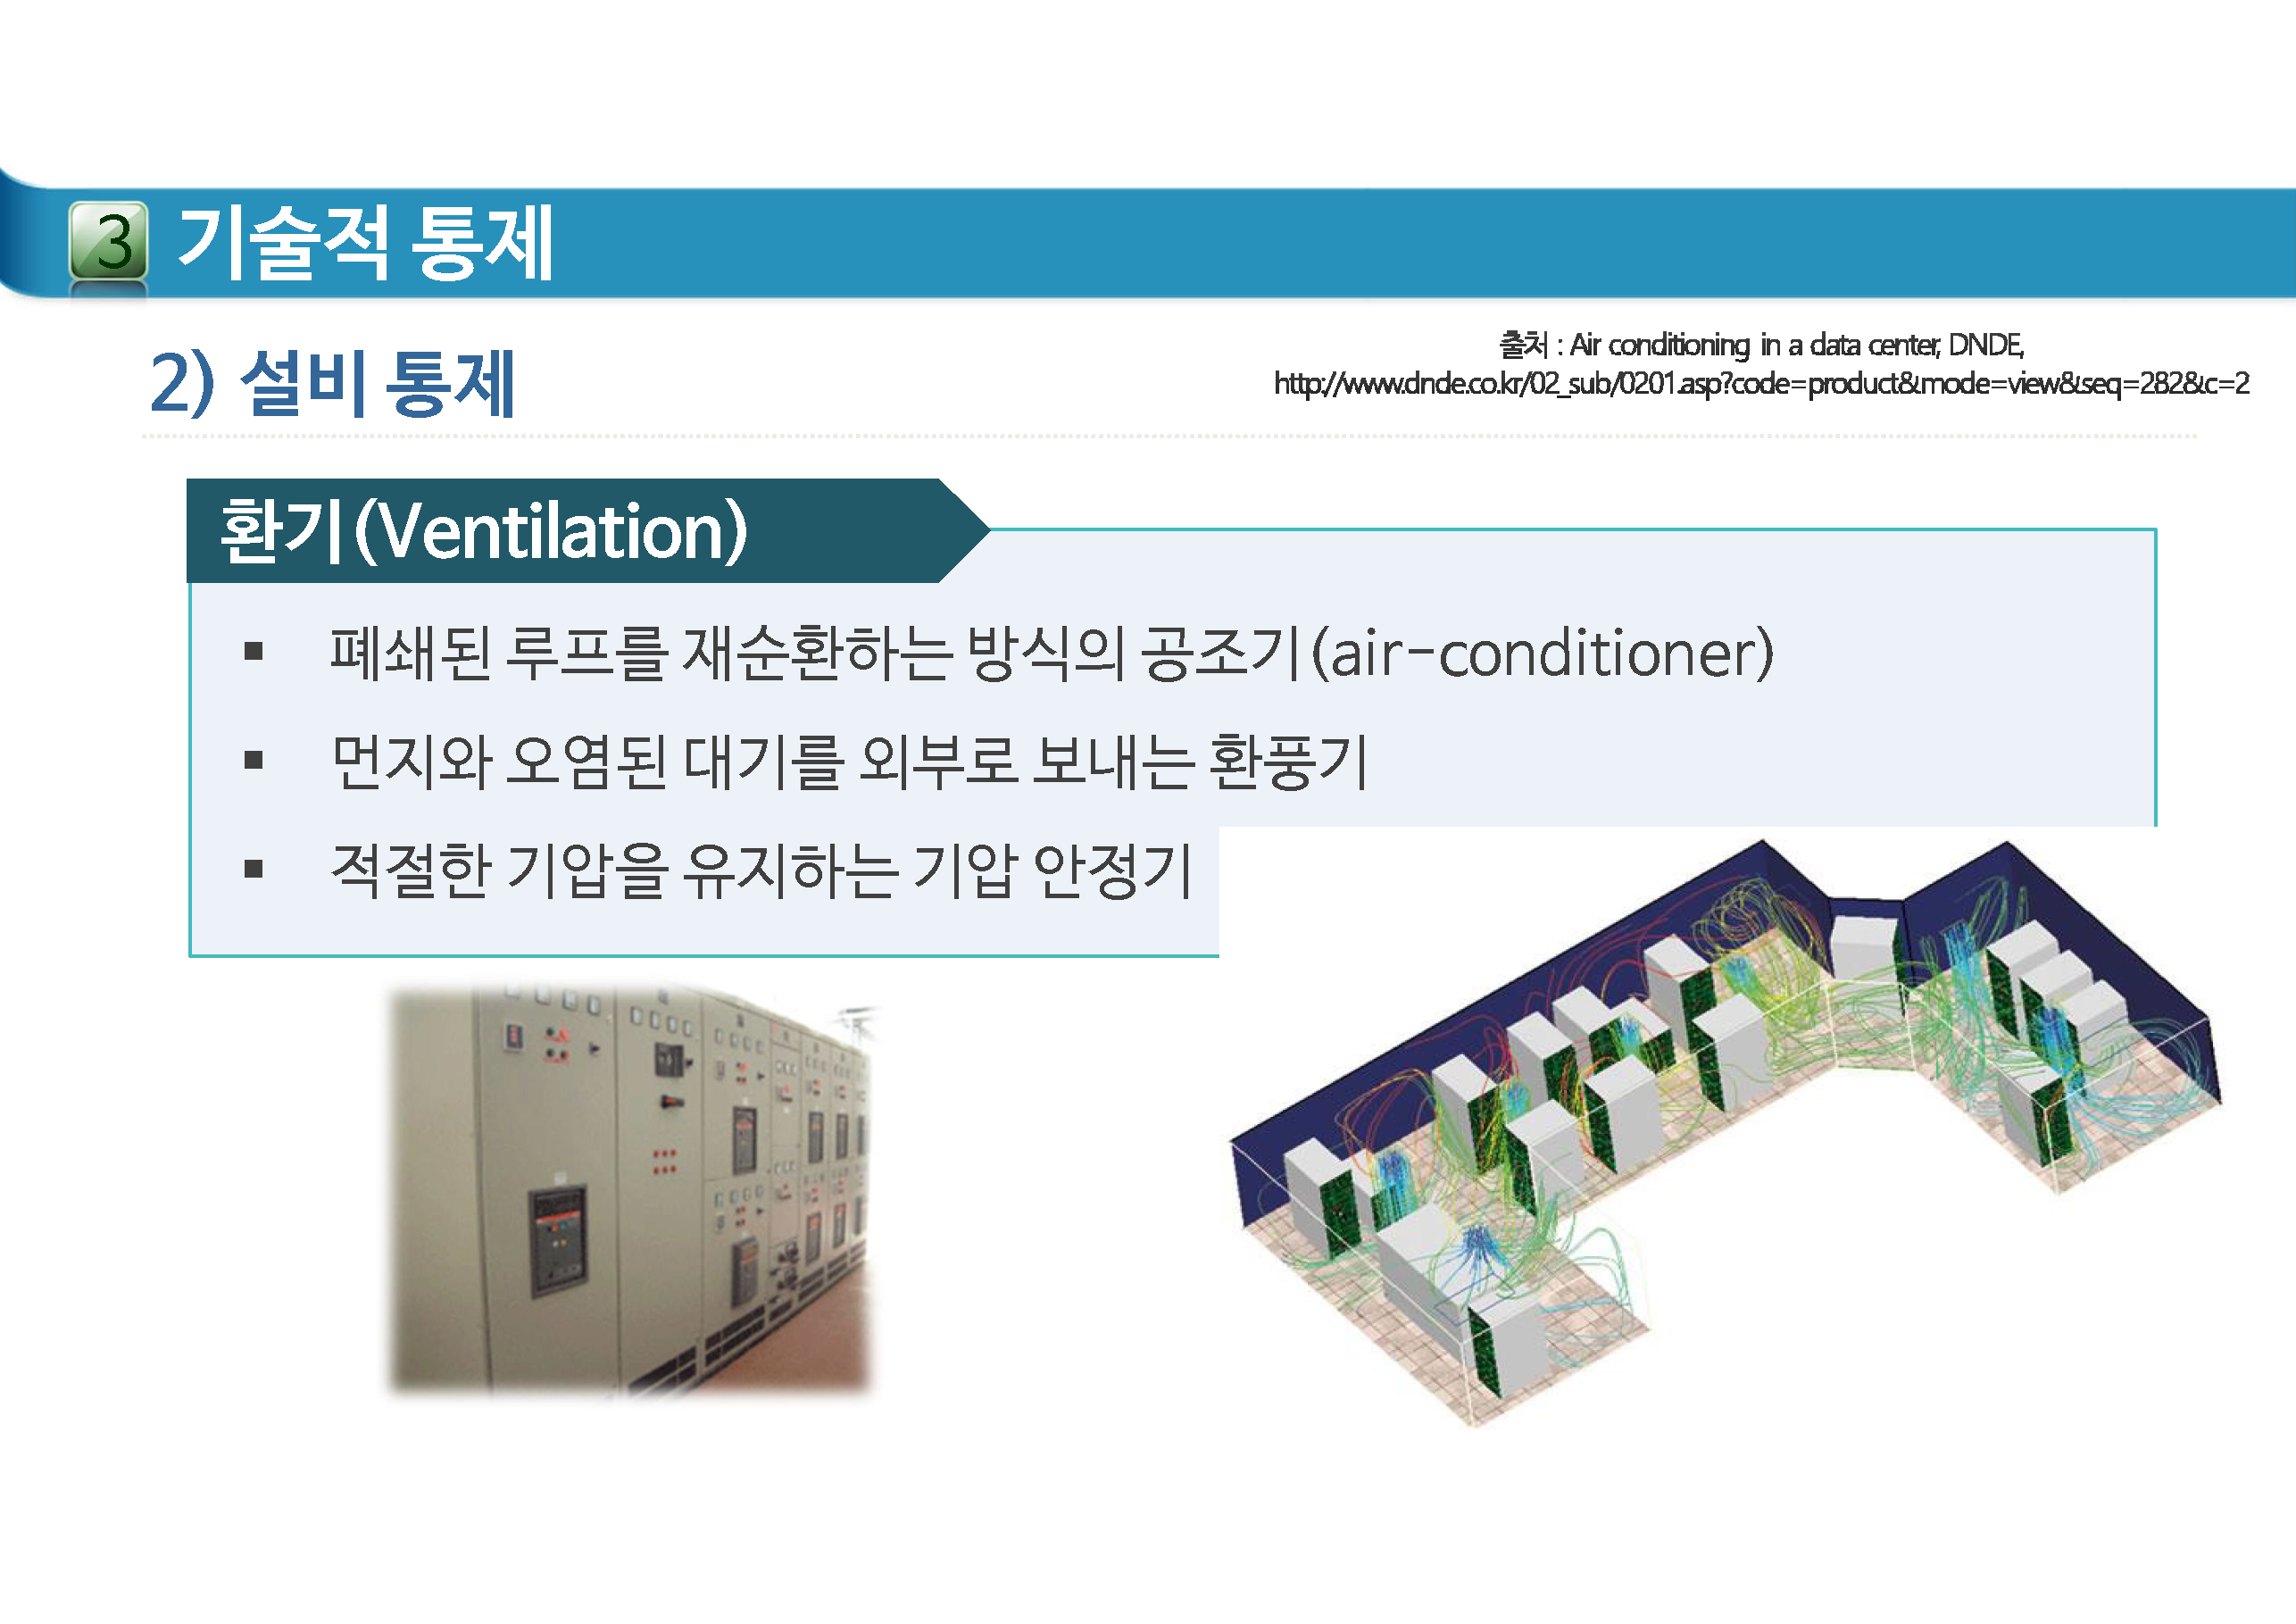 3 기술적 통제
2) 설비 통제
출처 : Air conditioning in a data center, DNDE,
http://www.dnde.co.kr/02_sub/0201.asp?code=product&mode=view&seq=282&c=2
환기(Ventilation)
▪ 폐쇄된 루프를 재순환하는 방식의 공조기(air-conditioner)
▪ 먼지와 오염된 대기를 외부로 보내는 환풍기
▪ 적절한 기압을 유지하는 기압 안정기